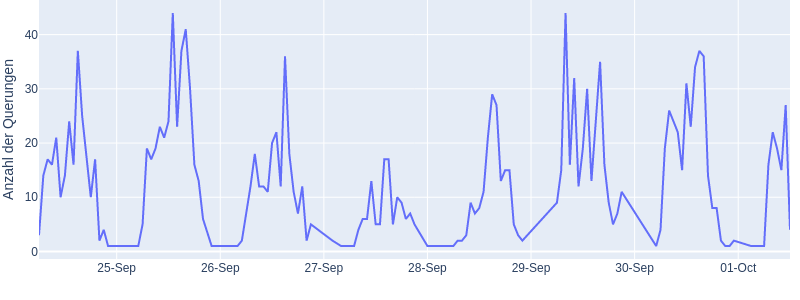 Anzahl der Querungen
40
30
20
10
0
25-Sep
26-Sep
27-Sep
28-Sep
29-Sep
30-Sep
01-Oct